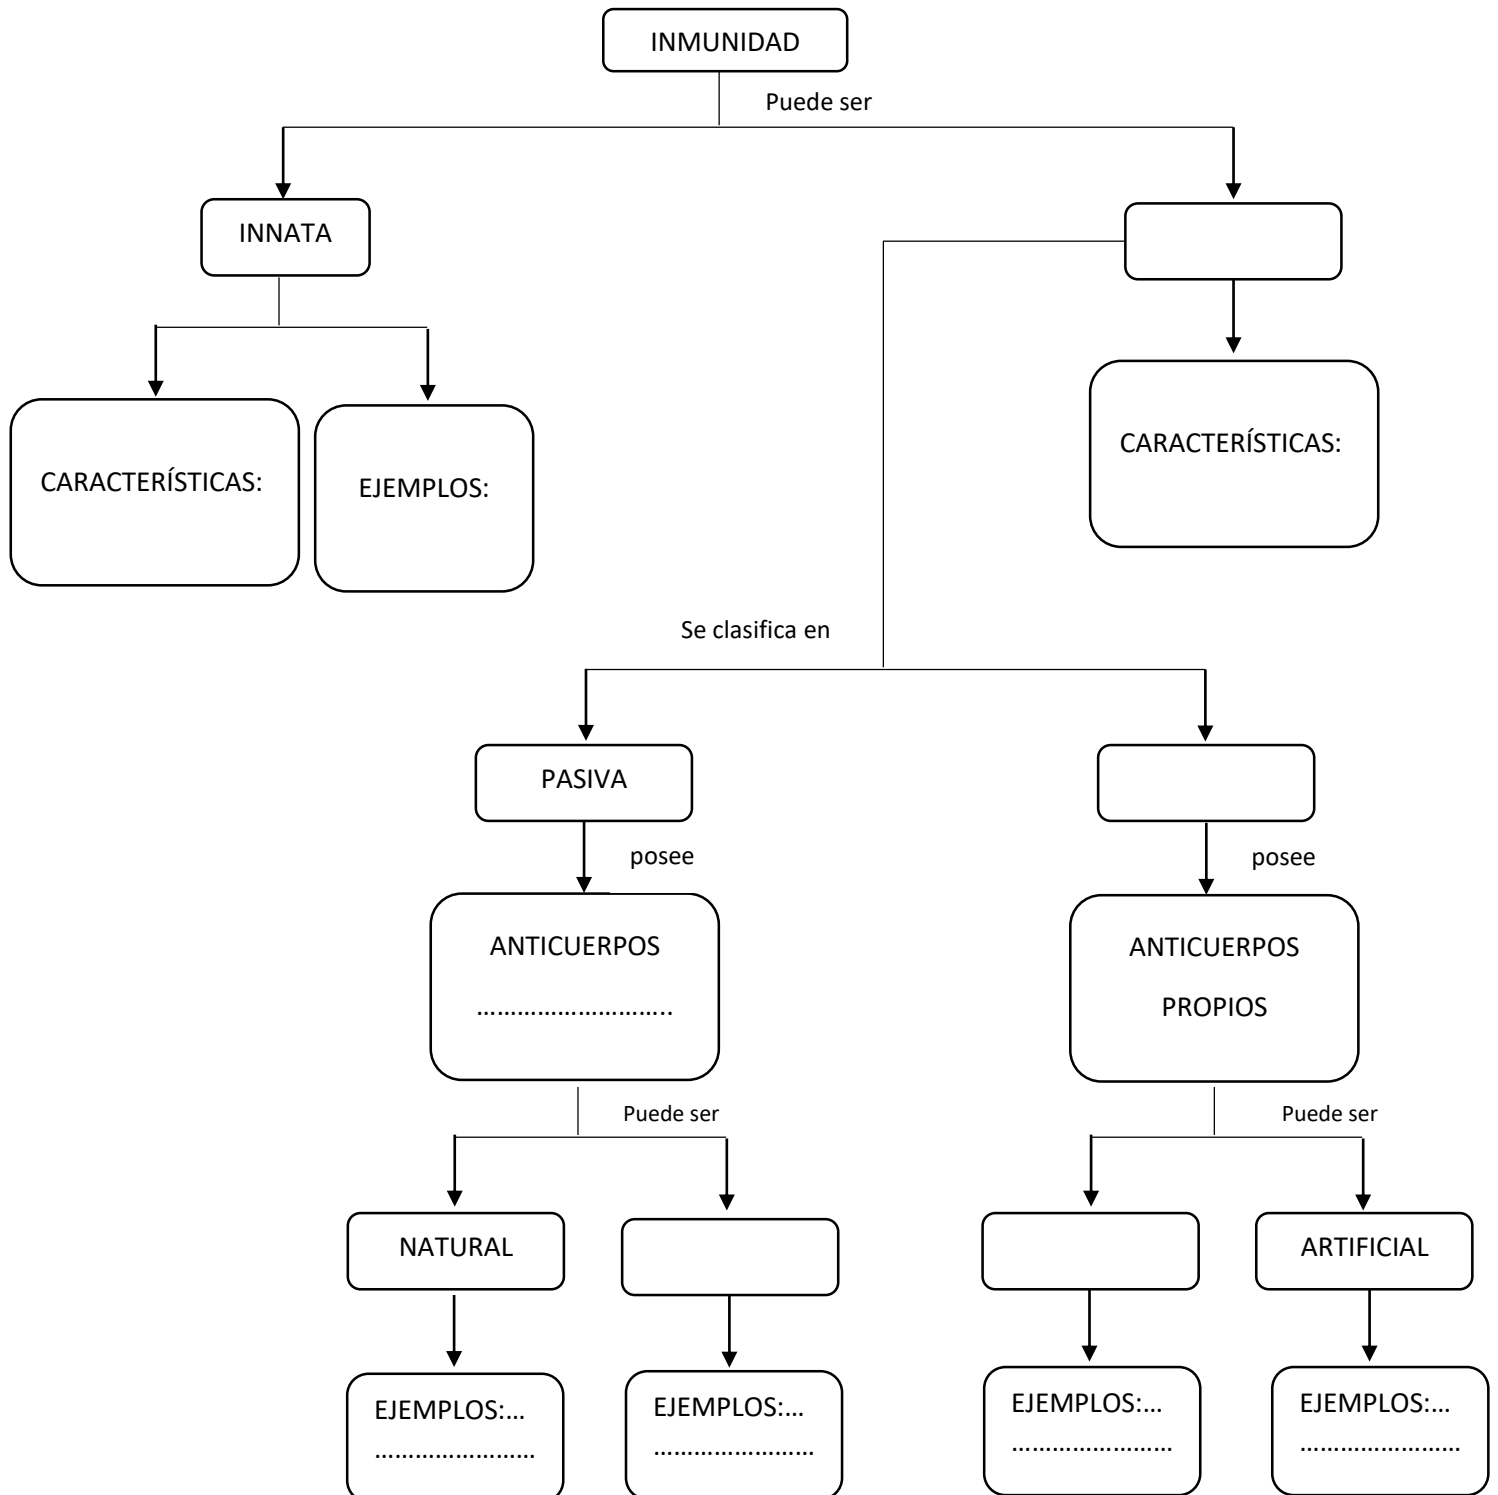 INMUNIDAD
Puede ser
INNATA
CARACTERÍSTICAS:
EJEMPLOS:
CARACTERÍSTICAS:
Se clasifica en
PASIVA
posee
posee
ANTICUERPOS
………………………..
ANTICUERPOS
PROPIOS
Puede ser
Puede ser
NATURAL
ARTIFICIAL
EJEMPLOS:…
……………………
EJEMPLOS:…
……………………
EJEMPLOS:…
……………………
EJEMPLOS:…
……………………